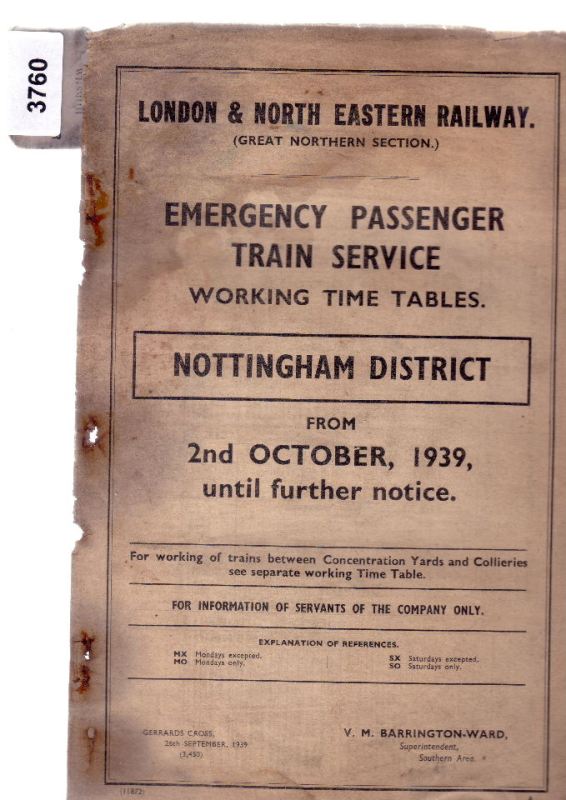 3760
LONDON & NORTH EASTERN RAILWAY.
(GREAT NORTHERN SECTION.)
EMERGENCY PASSENGER
TRAIN SERVICE
WORKING TIME TABLES.
NOTTINGHAM DISTRICT
FROM
2nd OCTOBER, 1939,
until further notice.
For working of trains between Concentration Yards and Collieries
see separate working Time Table.
FOR INFORMATION OF SERVANTS OF THE COMPANY ONLY.
EXPLANATION OF REFERENCES.
MX Mondays excepted. SX Saturdays excepted.
MO Mondays only. SO Saturdays only.
GERRARDS CROSS,
26th SEPTEMBER, 1939
(3,450)
V. M. BARRINGTON-WARD,
Superintendent,
Southern Area.
(11872)